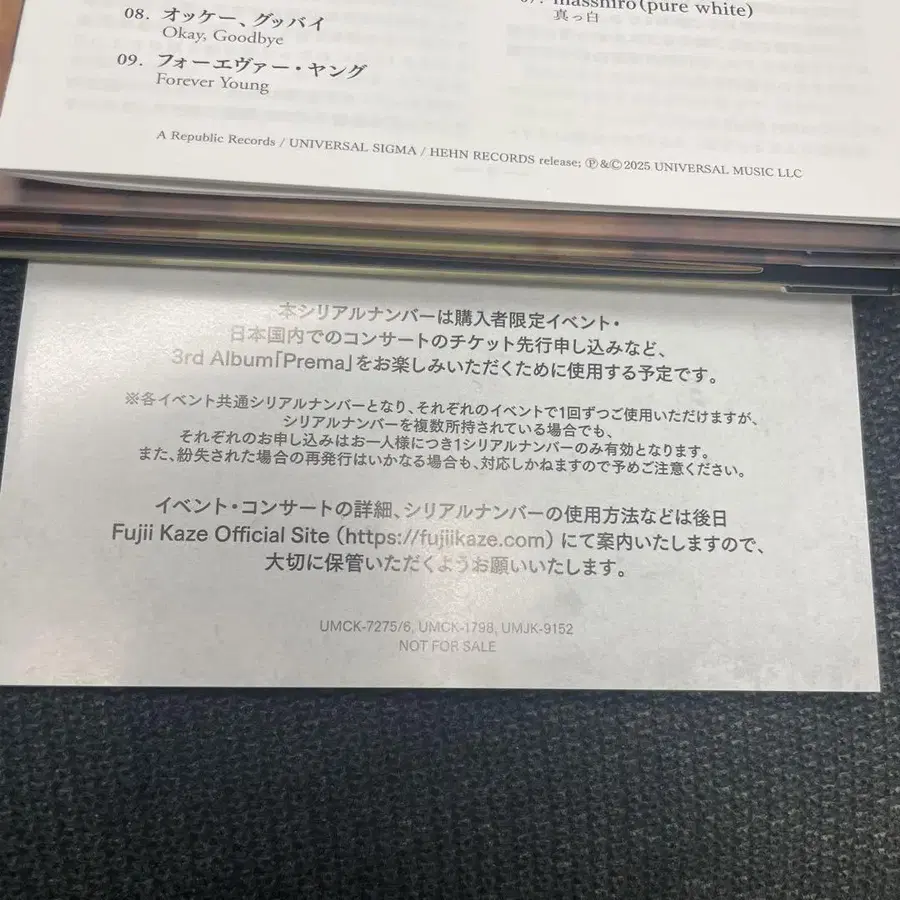 08. オッケー、グッバイ
Okay, Goodbye
09. フォーエヴァー・ヤング
Forever Young
masshiro (pure white)
真っ白
A Republic Records / UNIVERSAL SIGMA / HEHN RECORDS release; Ⓟ&Ⓒ2025 UNIVERSAL MUSIC LLC
本シリアルナンバーは購入者限定イベント・
日本国内でのコンサートのチケット先行申し込みなど、
3rd Album「Prema」をお楽しみいただくために使用する予定です。
※各イベント共通シリアルナンバーとなり、それぞれのイベントで1回ずつご使用いただけますが、
シリアルナンバーを複数所持されている場合でも、
それぞれのお申し込みはお一人様につき1シリアルナンバーのみ有効となります。
また、紛失された場合の再発行はいかなる場合も、対応しかねますので予めご注意ください。
イベント・コンサートの詳細、シリアルナンバーの使用方法などは後日
Fujii Kaze Official Site (https://fujiikaze.com) にて案内いたしますので、
大切に保管いただくようお願いいたします。
UMCK-7275/6, UMCK-1798, UMJK-9152
NOT FOR SALE